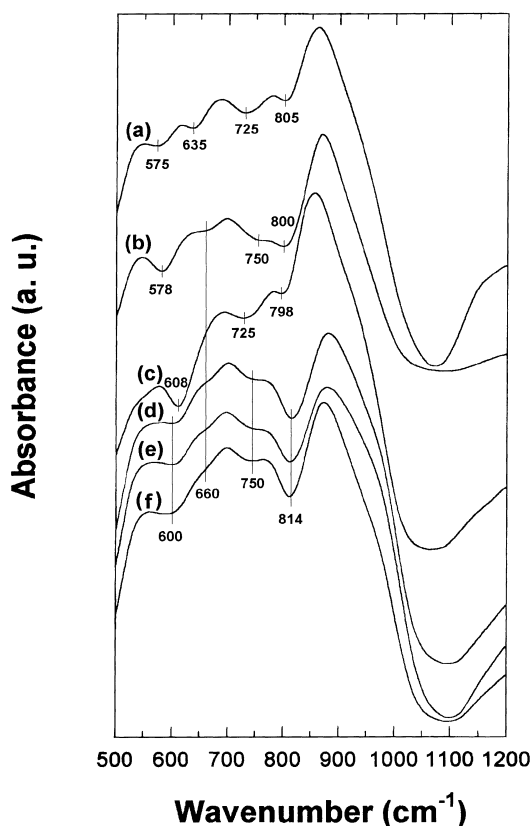 (a)
575
635
725
805
(b)
578
750
800
(c)
608
725
798
(d)
(e)
(f)
600
660
750
814
500 600 700 800 900 1000 1100 1200
Wavenumber (cm⁻¹)
Absorbance (a. u.)